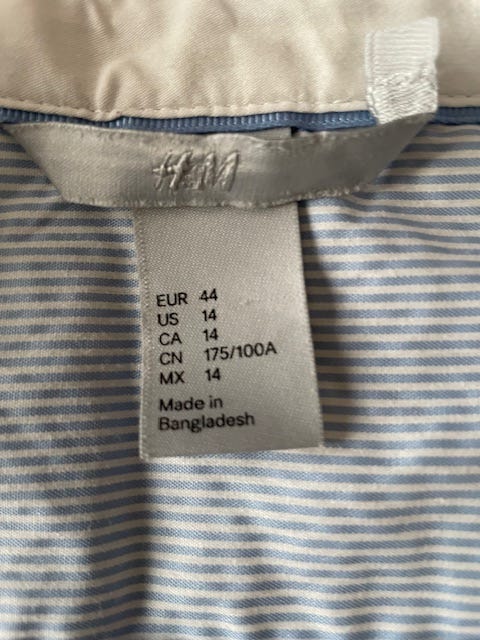 H&M
EUR 44
US 14
CA 14
CN 175/100A
MX 14
Made in
Bangladesh